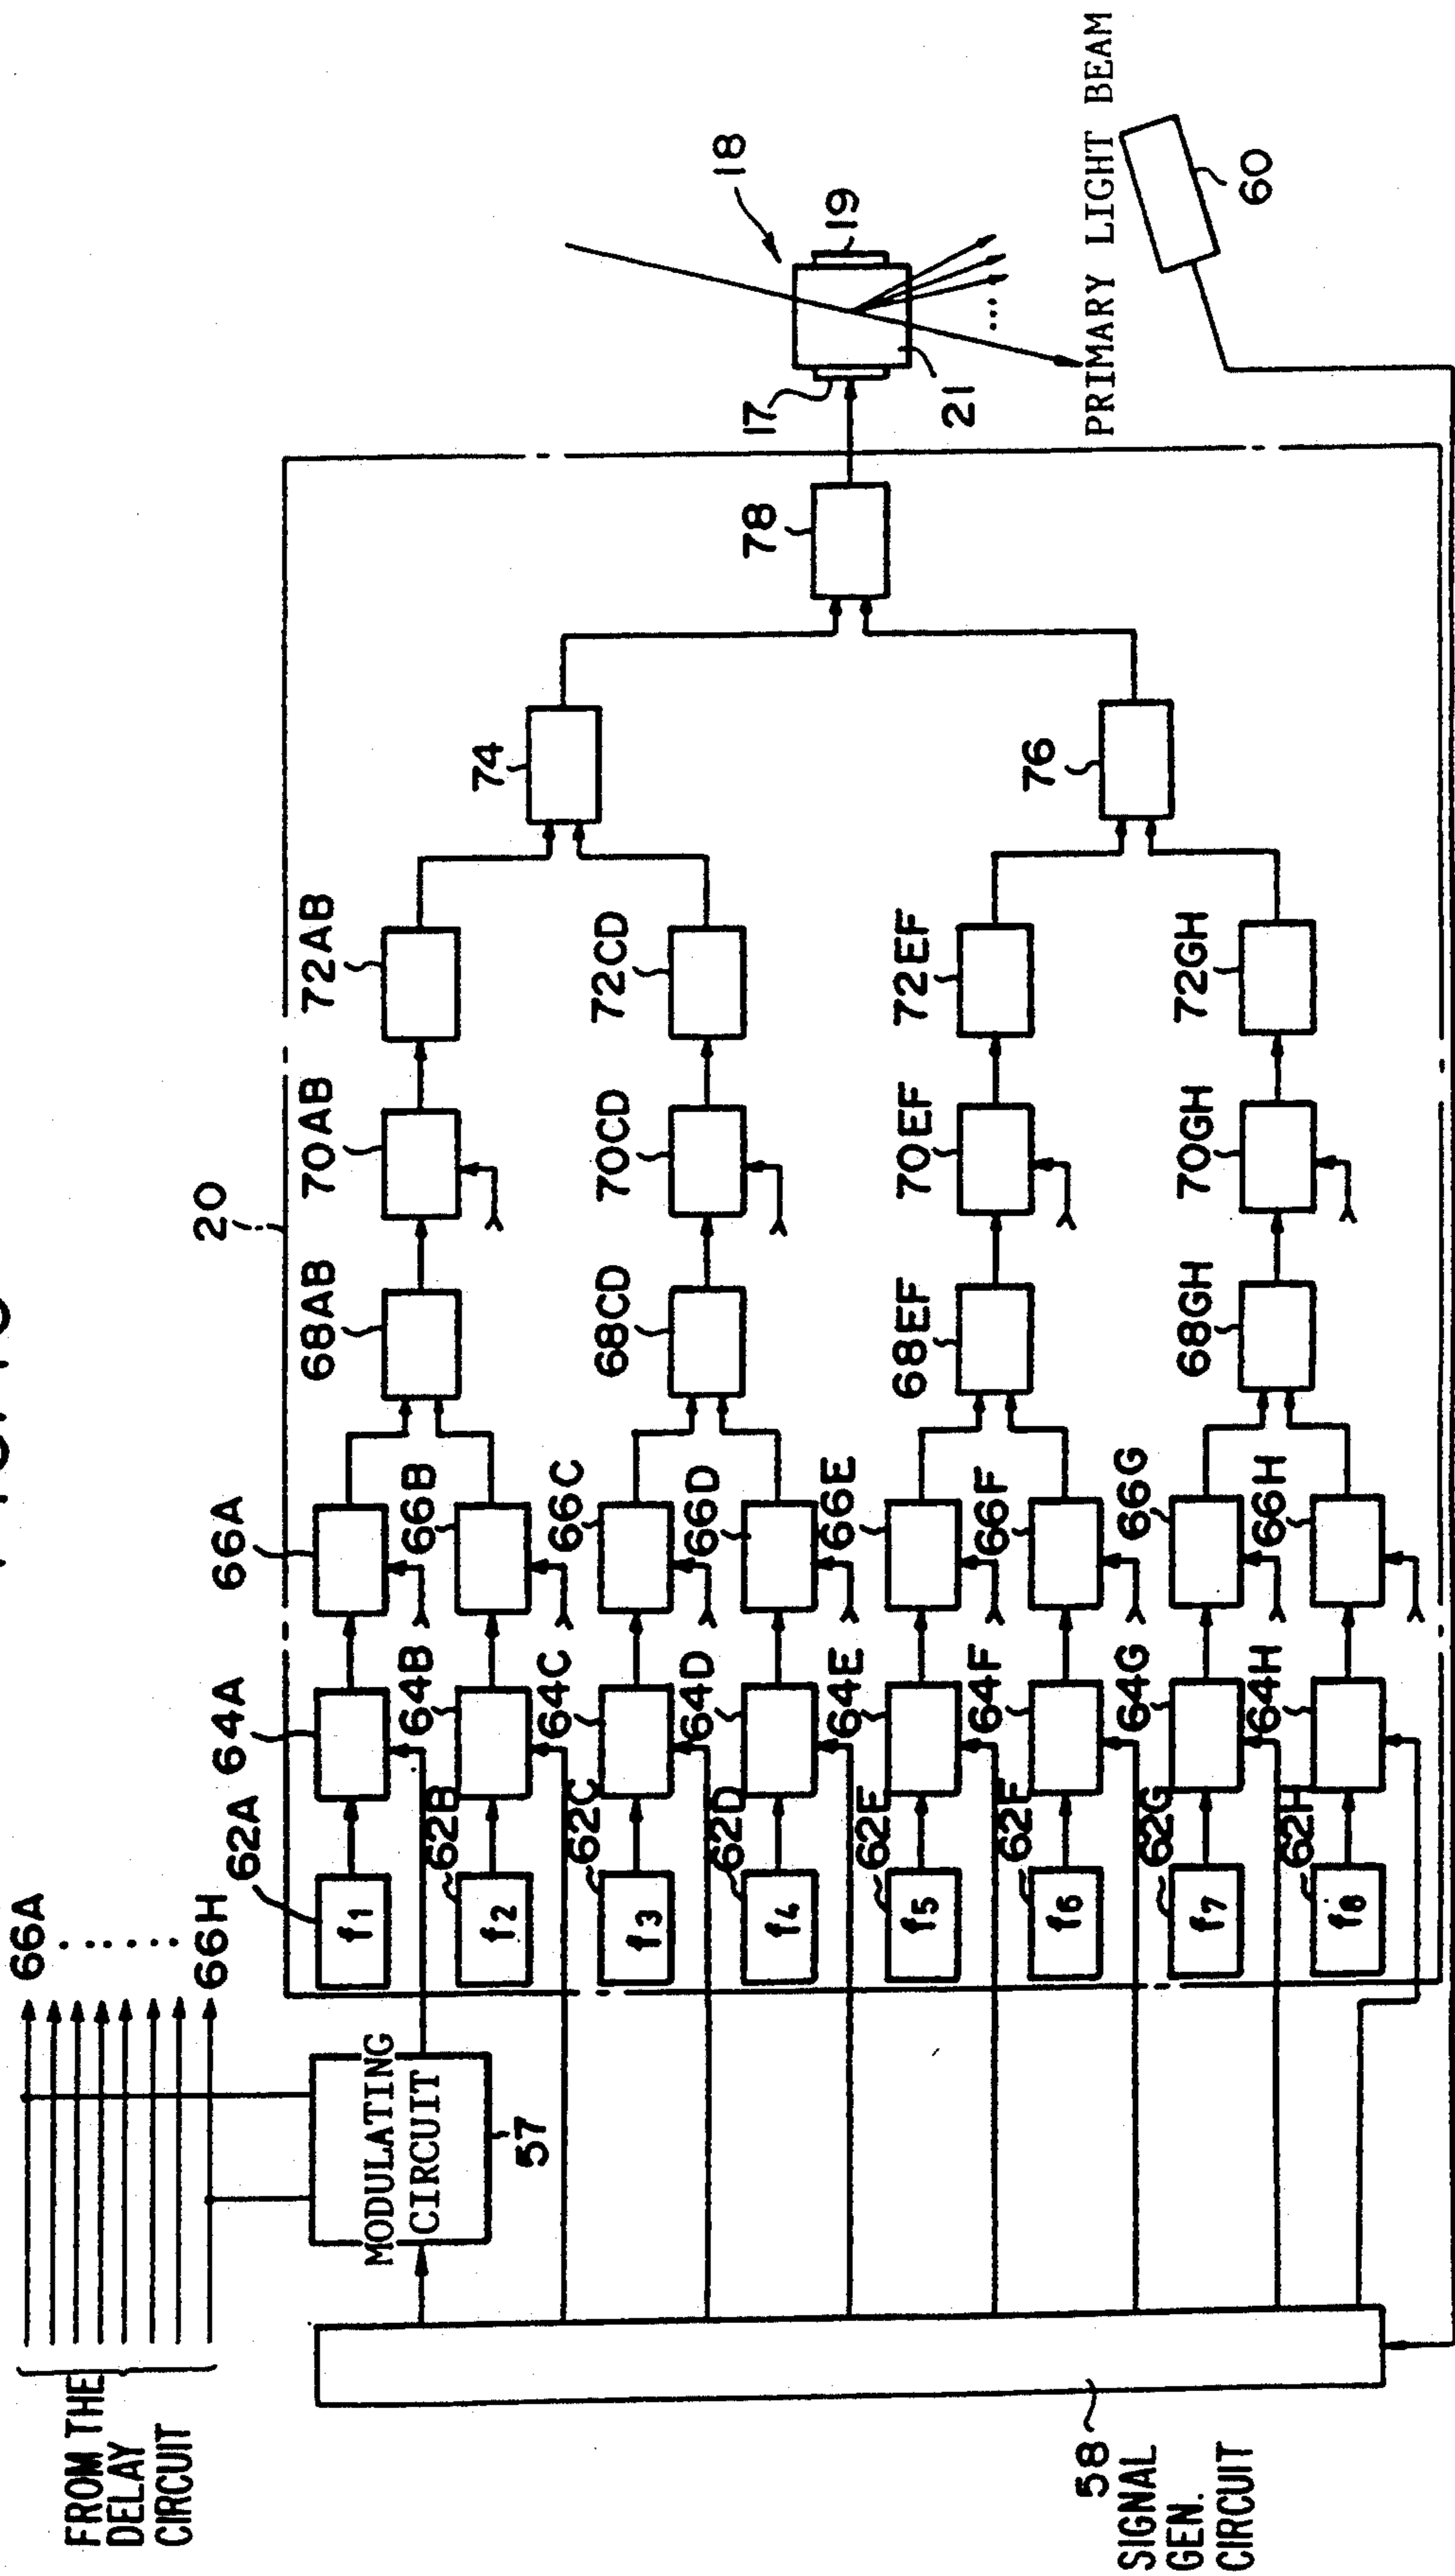 FROM THE
DELAY
CIRCUIT
66A
66H
MODULATING
CIRCUIT
57
58
SIGNAL
GEN.
CIRCUIT
20
62A
64A
66A
f1
62B
64B
66B
f2
62C
64C
66C
f3
62D
64D
66D
f4
62E
64E
66E
f5
62F
64F
66F
f6
62G
64G
66G
f7
62H
64H
66H
f8
68AB
70AB
72AB
68CD
70CD
72CD
68EF
70EF
72EF
68GH
70GH
72GH
74
76
78
17
18
19
21
PRIMARY LIGHT BEAM
60